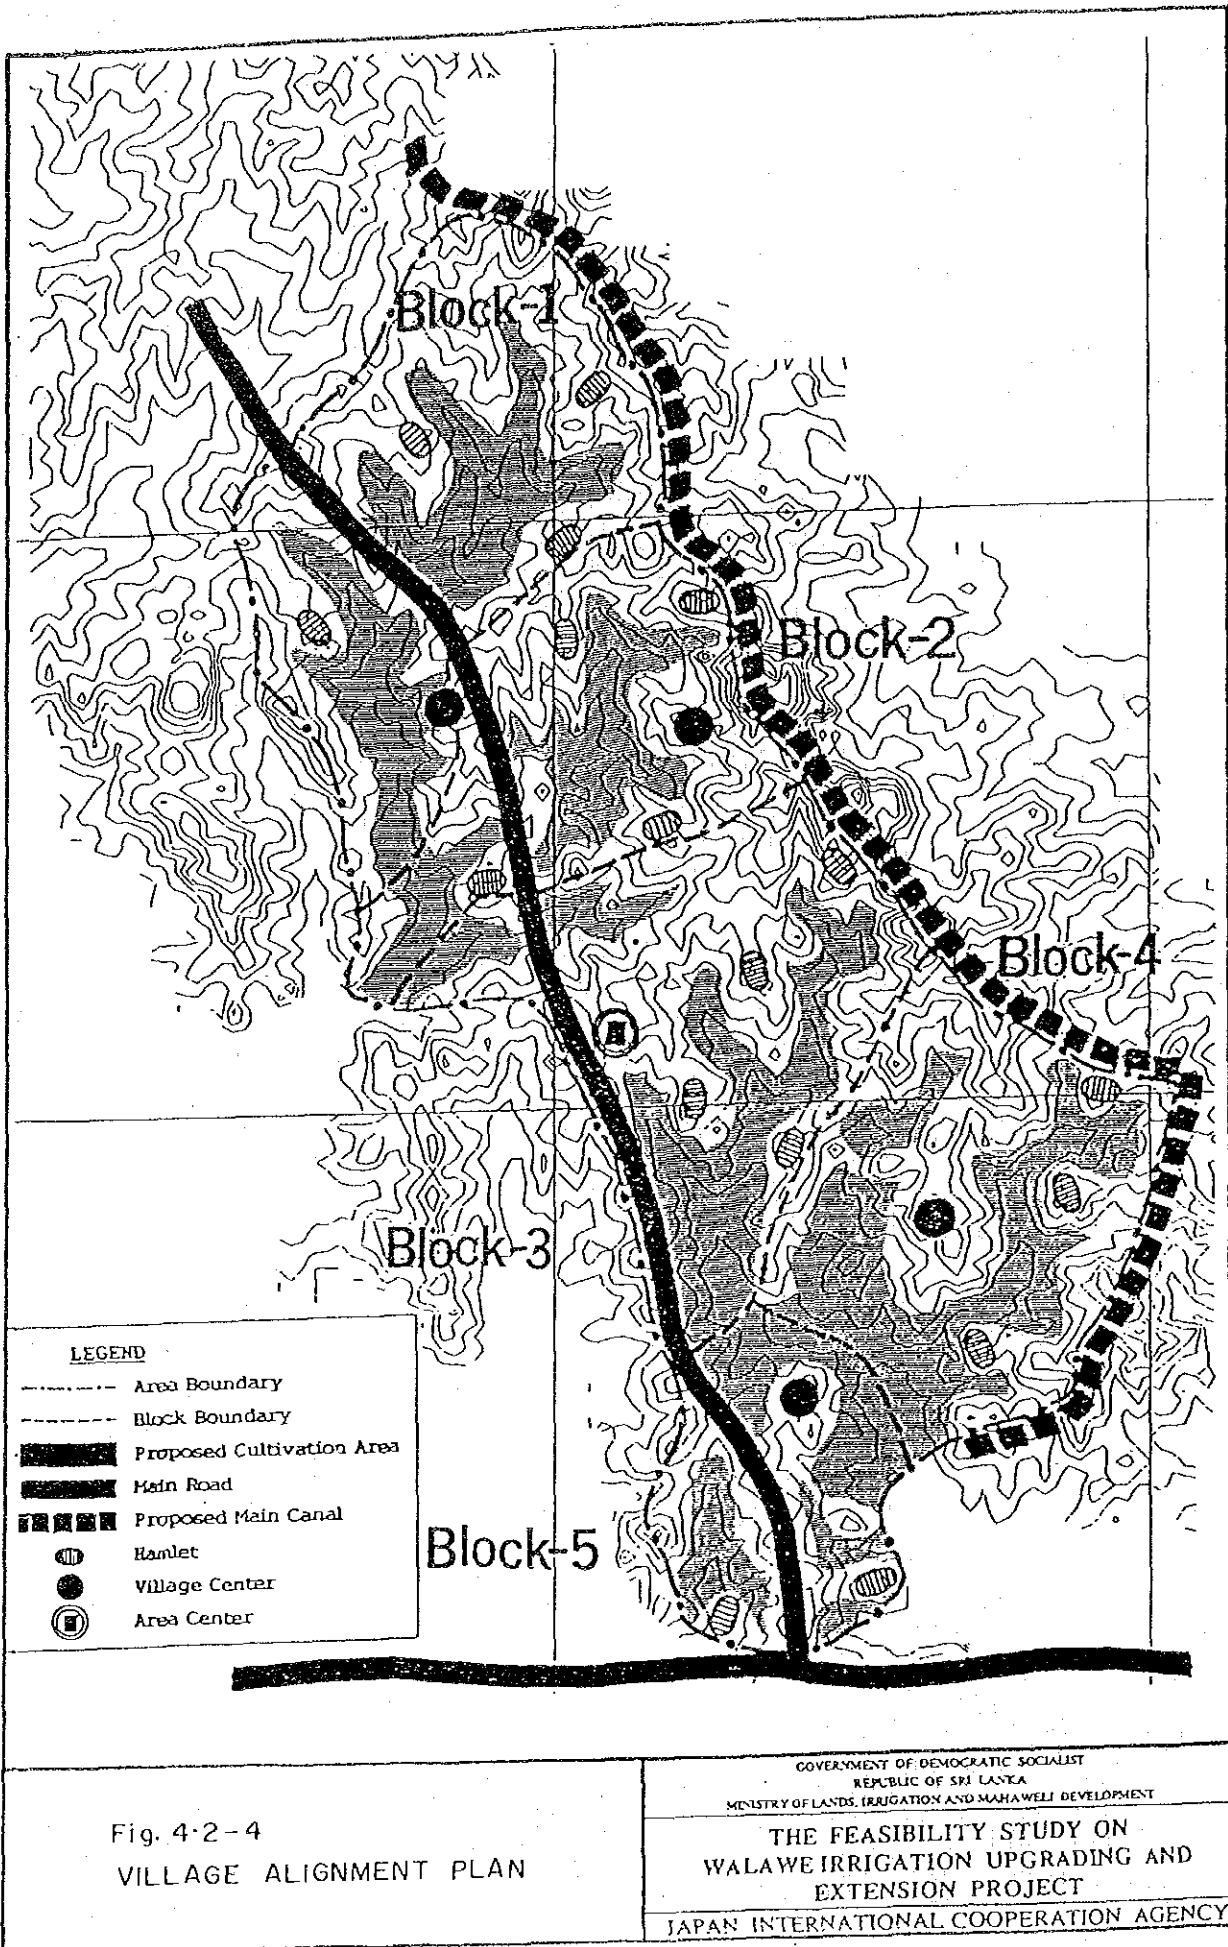 Block-1
Block-2
Block-4
Block-3
Block-5
LEGEND
Area Boundary
Block Boundary
Proposed Cultivation Area
Main Road
Proposed Main Canal
Hamlet
Village Center
Area Center
Fig. 4·2-4
VILLAGE ALIGNMENT PLAN
GOVERNMENT OF DEMOCRATIC SOCIALIST
REPUBLIC OF SRI LANKA
MINISTRY OF LANDS, IRRIGATION AND MAHAWELI DEVELOPMENT
THE FEASIBILITY STUDY ON
WALAWE IRRIGATION UPGRADING AND
EXTENSION PROJECT
JAPAN INTERNATIONAL COOPERATION AGENCY